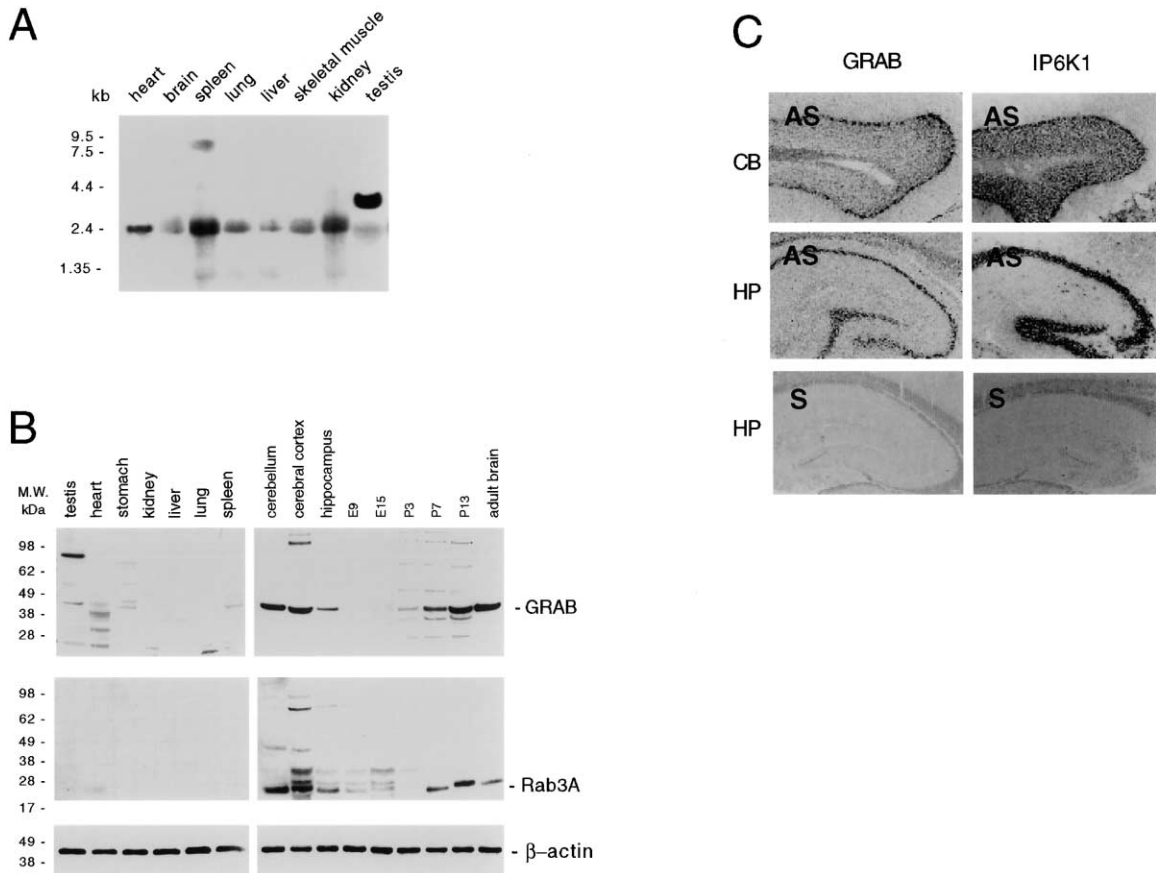 A
kb
heart
brain
spleen
lung
liver
skeletal muscle
kidney
testis
9.5 -
7.5 -
4.4 -
2.4 -
1.35 -
B
M.W.
kDa
testis
heart
stomach
kidney
liver
lung
spleen
cerebellum
cerebral cortex
hippocampus
E9
E15
P3
P7
P13
adult brain
98 -
62 -
49 -
38 -
28 -
- GRAB
98 -
62 -
49 -
38 -
28 -
17 -
- Rab3A
49 -
38 -
- β–actin
C
GRAB
IP6K1
CB
AS
AS
HP
AS
AS
HP
S
S